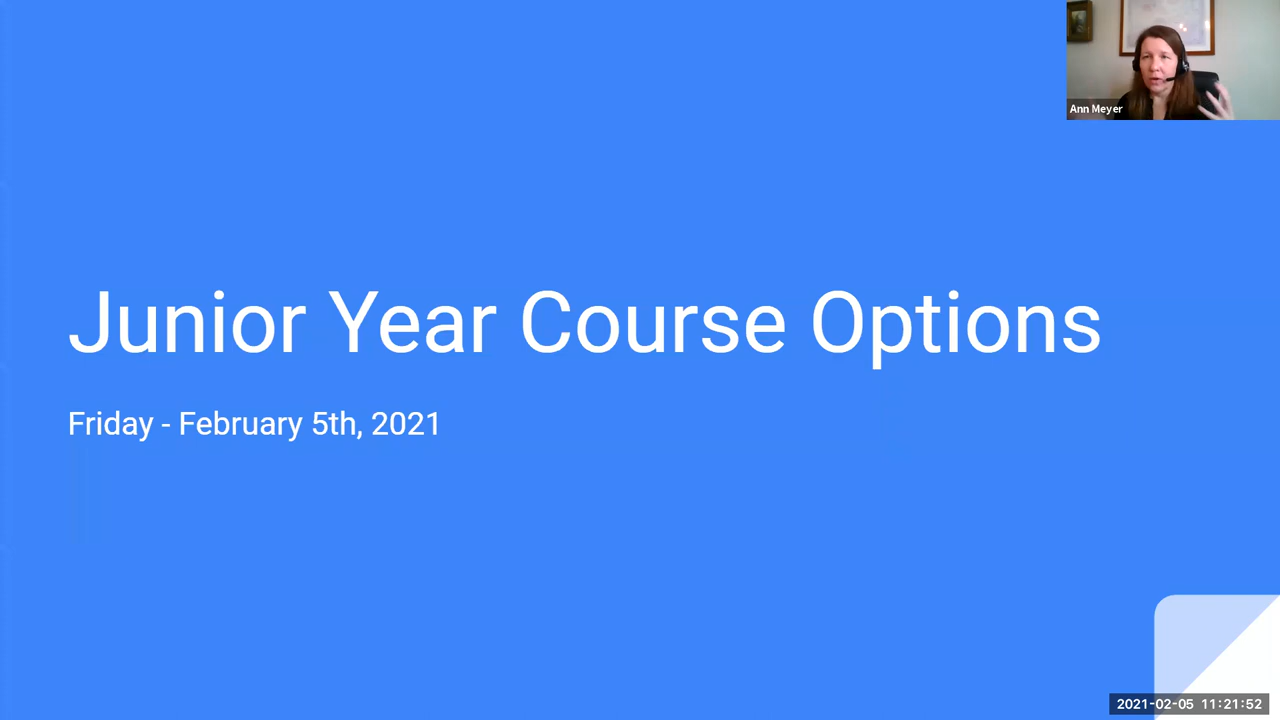 Ann Meyer
Junior Year Course Options
Friday - February 5th, 2021
2021-02-05 11:21:52